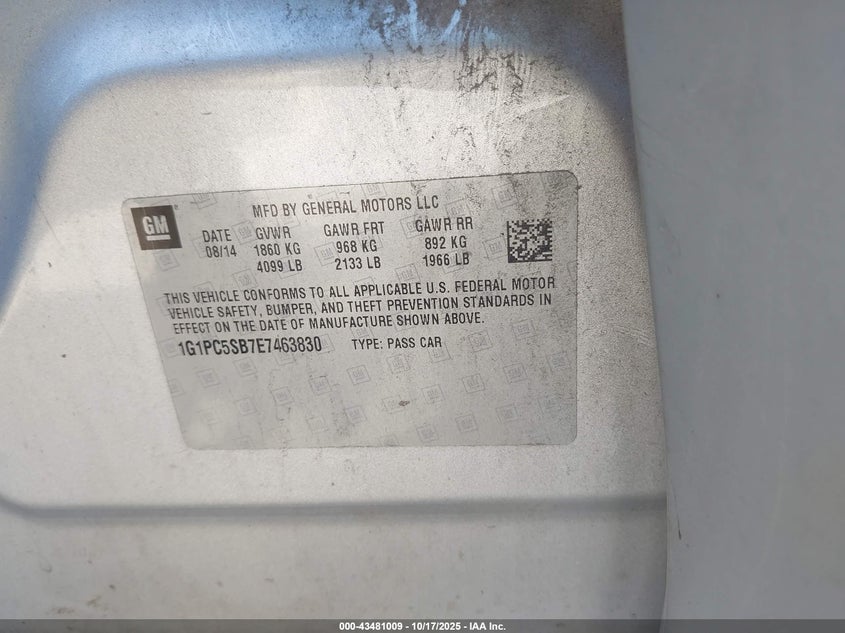 GM
MFD BY GENERAL MOTORS LLC
DATE GVWR GAWR FRT GAWR RR
08/14 1860 KG 968 KG 892 KG
4099 LB 2133 LB 1966 LB
THIS VEHICLE CONFORMS TO ALL APPLICABLE U.S. FEDERAL MOTOR
VEHICLE SAFETY, BUMPER, AND THEFT PREVENTION STANDARDS IN
EFFECT ON THE DATE OF MANUFACTURE SHOWN ABOVE.
1G1PC5SB7E7463830 TYPE: PASS CAR
000-43481009 - 10/17/2025 - IAA Inc.